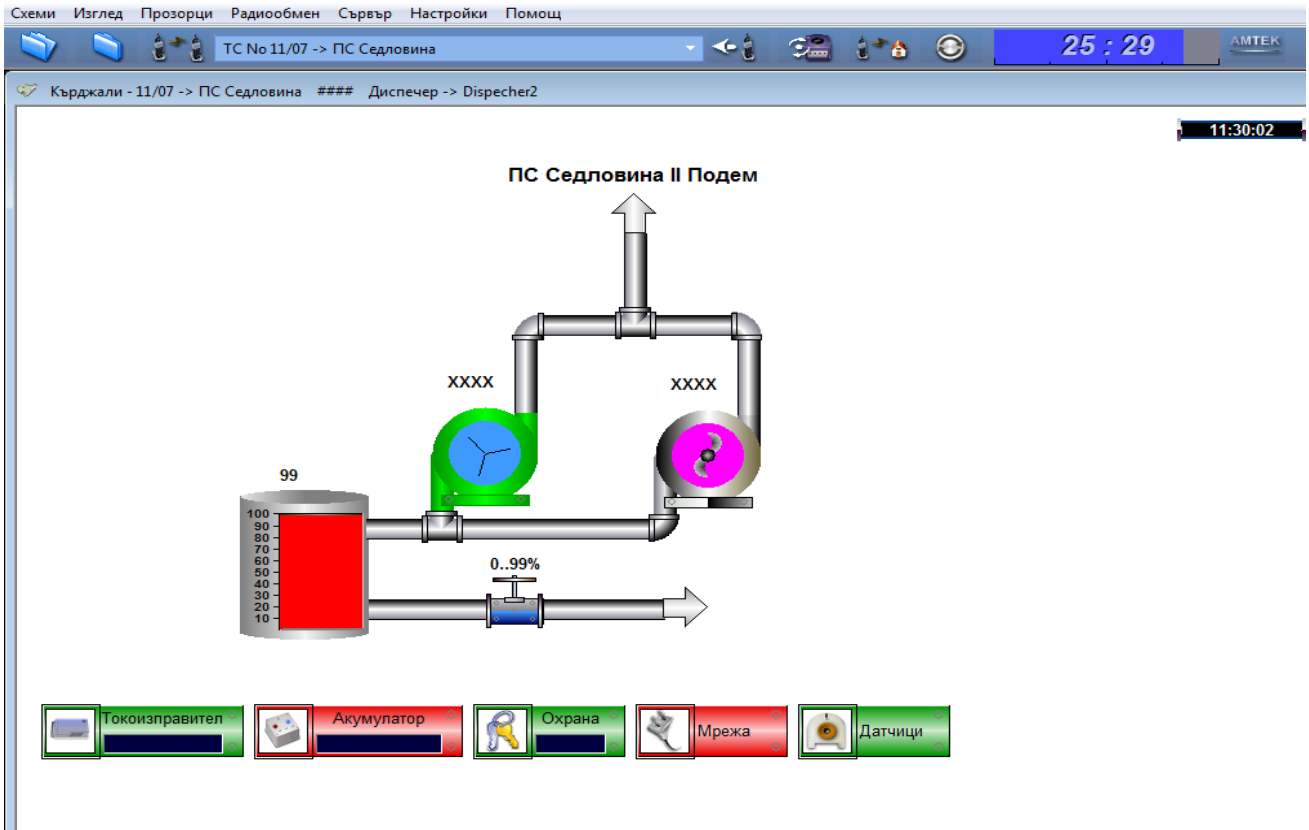 Схеми Изглед Прозорци Радиообмен Сървър Настройки Помощ
ТС No 11/07 -> ПС Седловина
25 : 29
AMTEK
Кърджали - 11/07 -> ПС Седловина #### Диспечер -> Dispecher2
11:30:02
ПС Седловина II Подем
XXXX
XXXX
99
100
90
80
70
60
50
40
30
20
10
0..99%
Токоизправител
Акумулатор
Охрана
Мрежа
Датчици